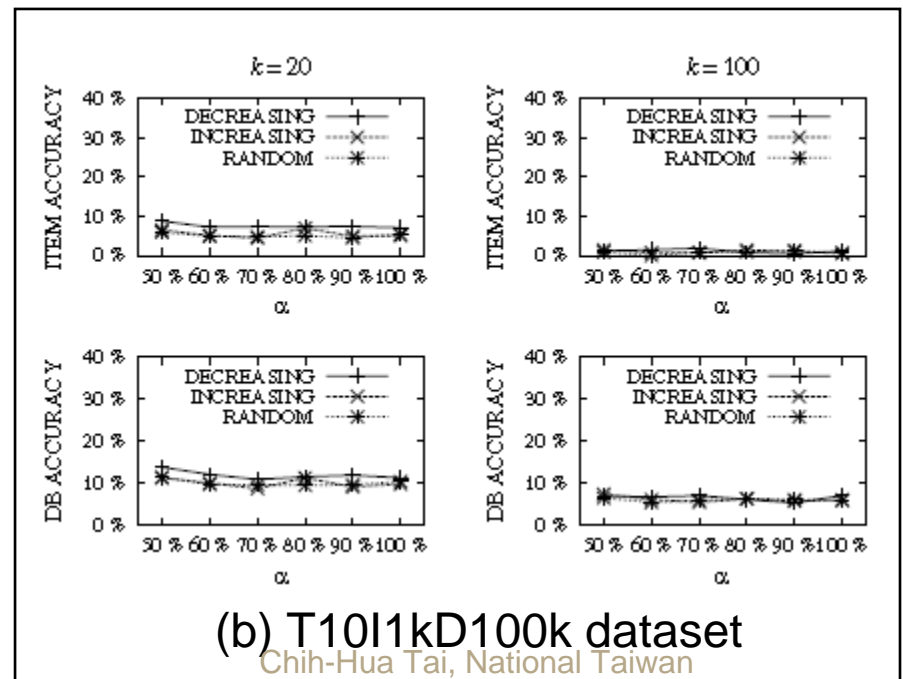 k = 20
ITEM ACCURACY
40 %
30 %
20 %
10 %
0 %
DECREASING
INCREASING
RANDOM
50 % 60 % 70 % 80 % 90 % 100 %
α
k = 100
ITEM ACCURACY
40 %
30 %
20 %
10 %
0 %
DECREASING
INCREASING
RANDOM
50 % 60 % 70 % 80 % 90 % 100 %
α
DB ACCURACY
40 %
30 %
20 %
10 %
0 %
DECREASING
INCREASING
RANDOM
50 % 60 % 70 % 80 % 90 % 100 %
α
DB ACCURACY
40 %
30 %
20 %
10 %
0 %
DECREASING
INCREASING
RANDOM
50 % 60 % 70 % 80 % 90 % 100 %
α
(b) T10I1kD100k dataset
Chih-Hua Tai, National Taiwan